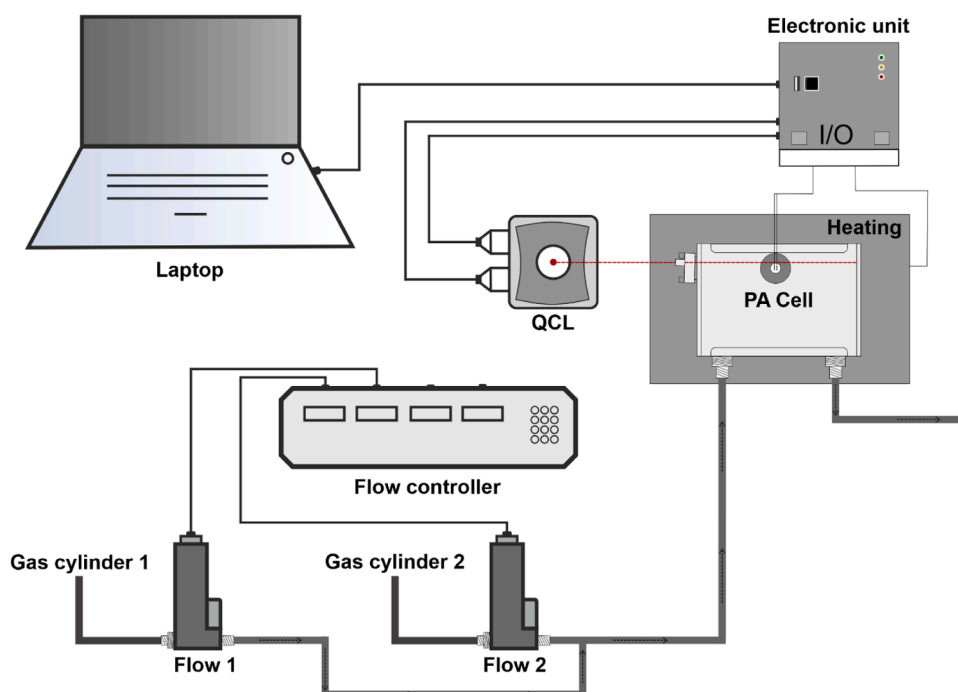 Electronic unit
I/O
Heating
Laptop
PA Cell
QCL
Flow controller
Gas cylinder 1
Gas cylinder 2
Flow 1
Flow 2